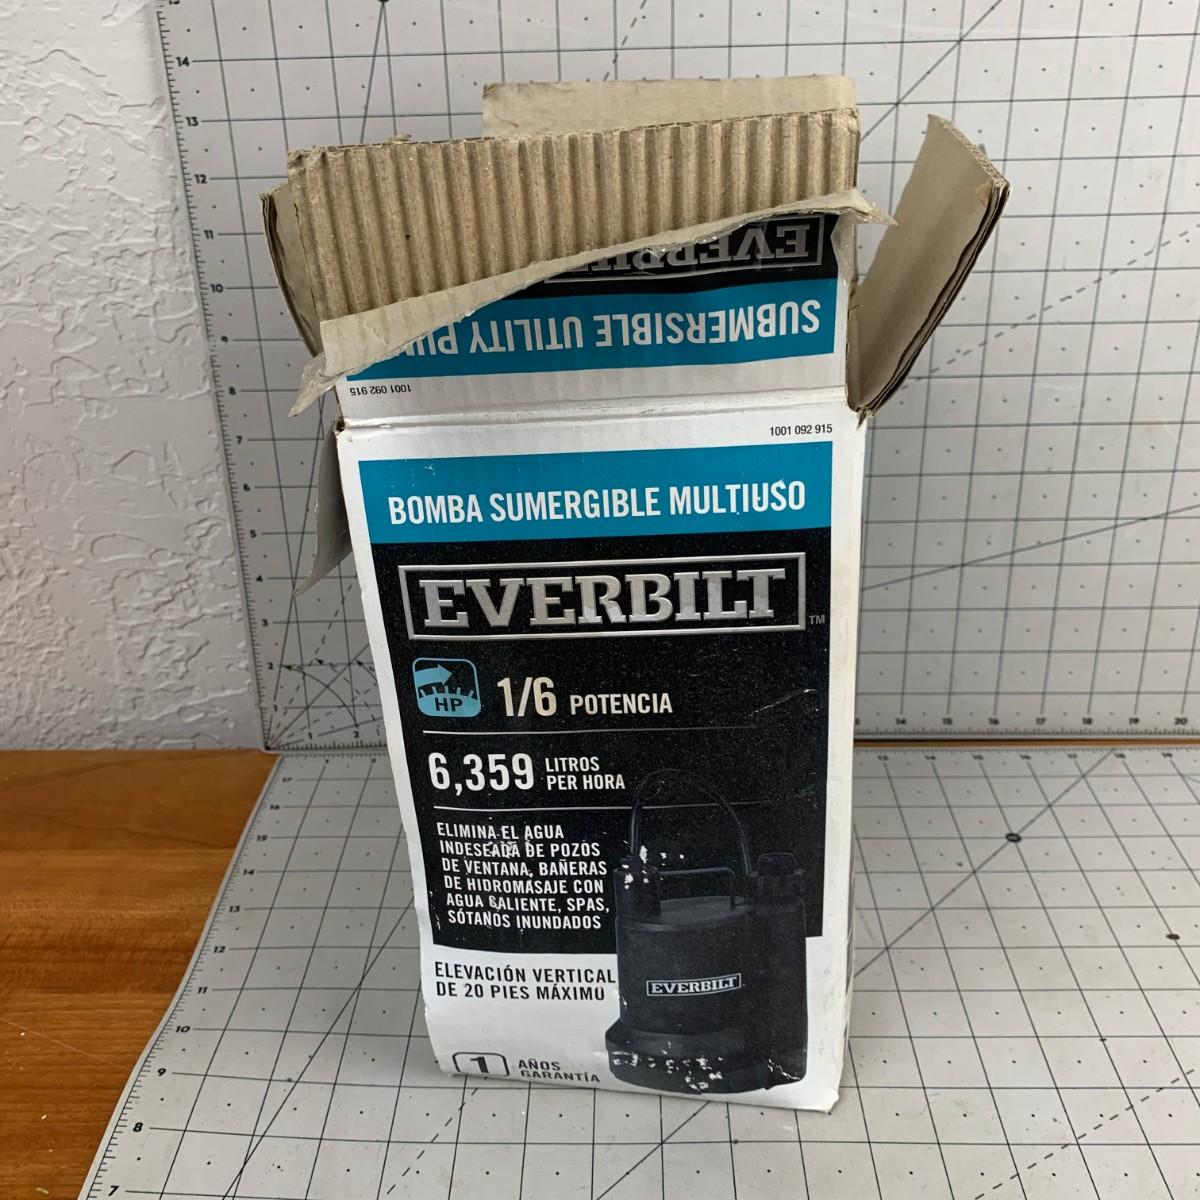 EVERBILT
SUBMERSIBLE UTILITY
1001 092 915
1001 092 915
BOMBA SUMERGIBLE MULTIUSO
EVERBILT™
HP
1/6 POTENCIA
6,359 LITROS
PER HORA
ELIMINA EL AGUA
INDESEADA DE POZOS
DE VENTANA, BAÑERAS
DE HIDROMASAJE CON
AGUA CALIENTE, SPAS,
SÓTANOS INUNDADOS
ELEVACIÓN VERTICAL
DE 20 PIES MÁXIMO
EVERBILT
1 AÑOS
GARANTÍA